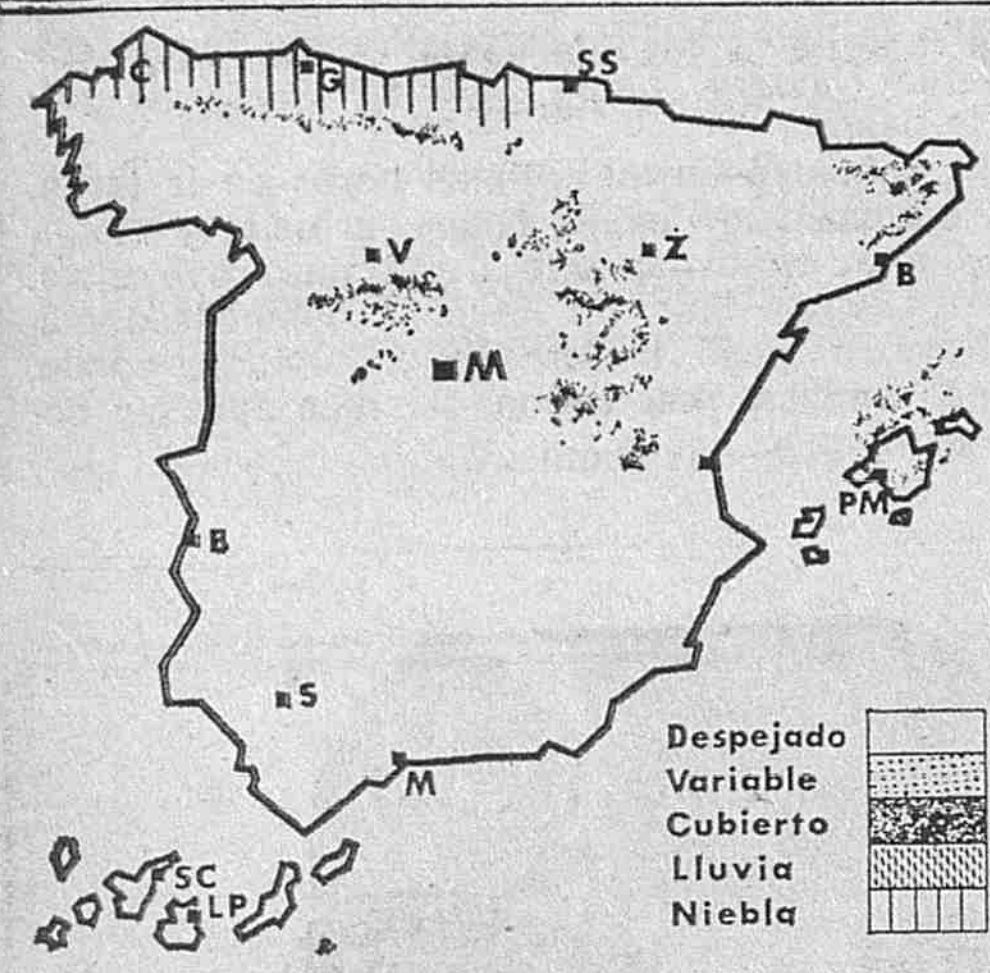 SS
C
G
V
Z
B
M
PM
B
S
M
Despejado
Variable
Cubierto
Lluvia
Niebla
SC
LP